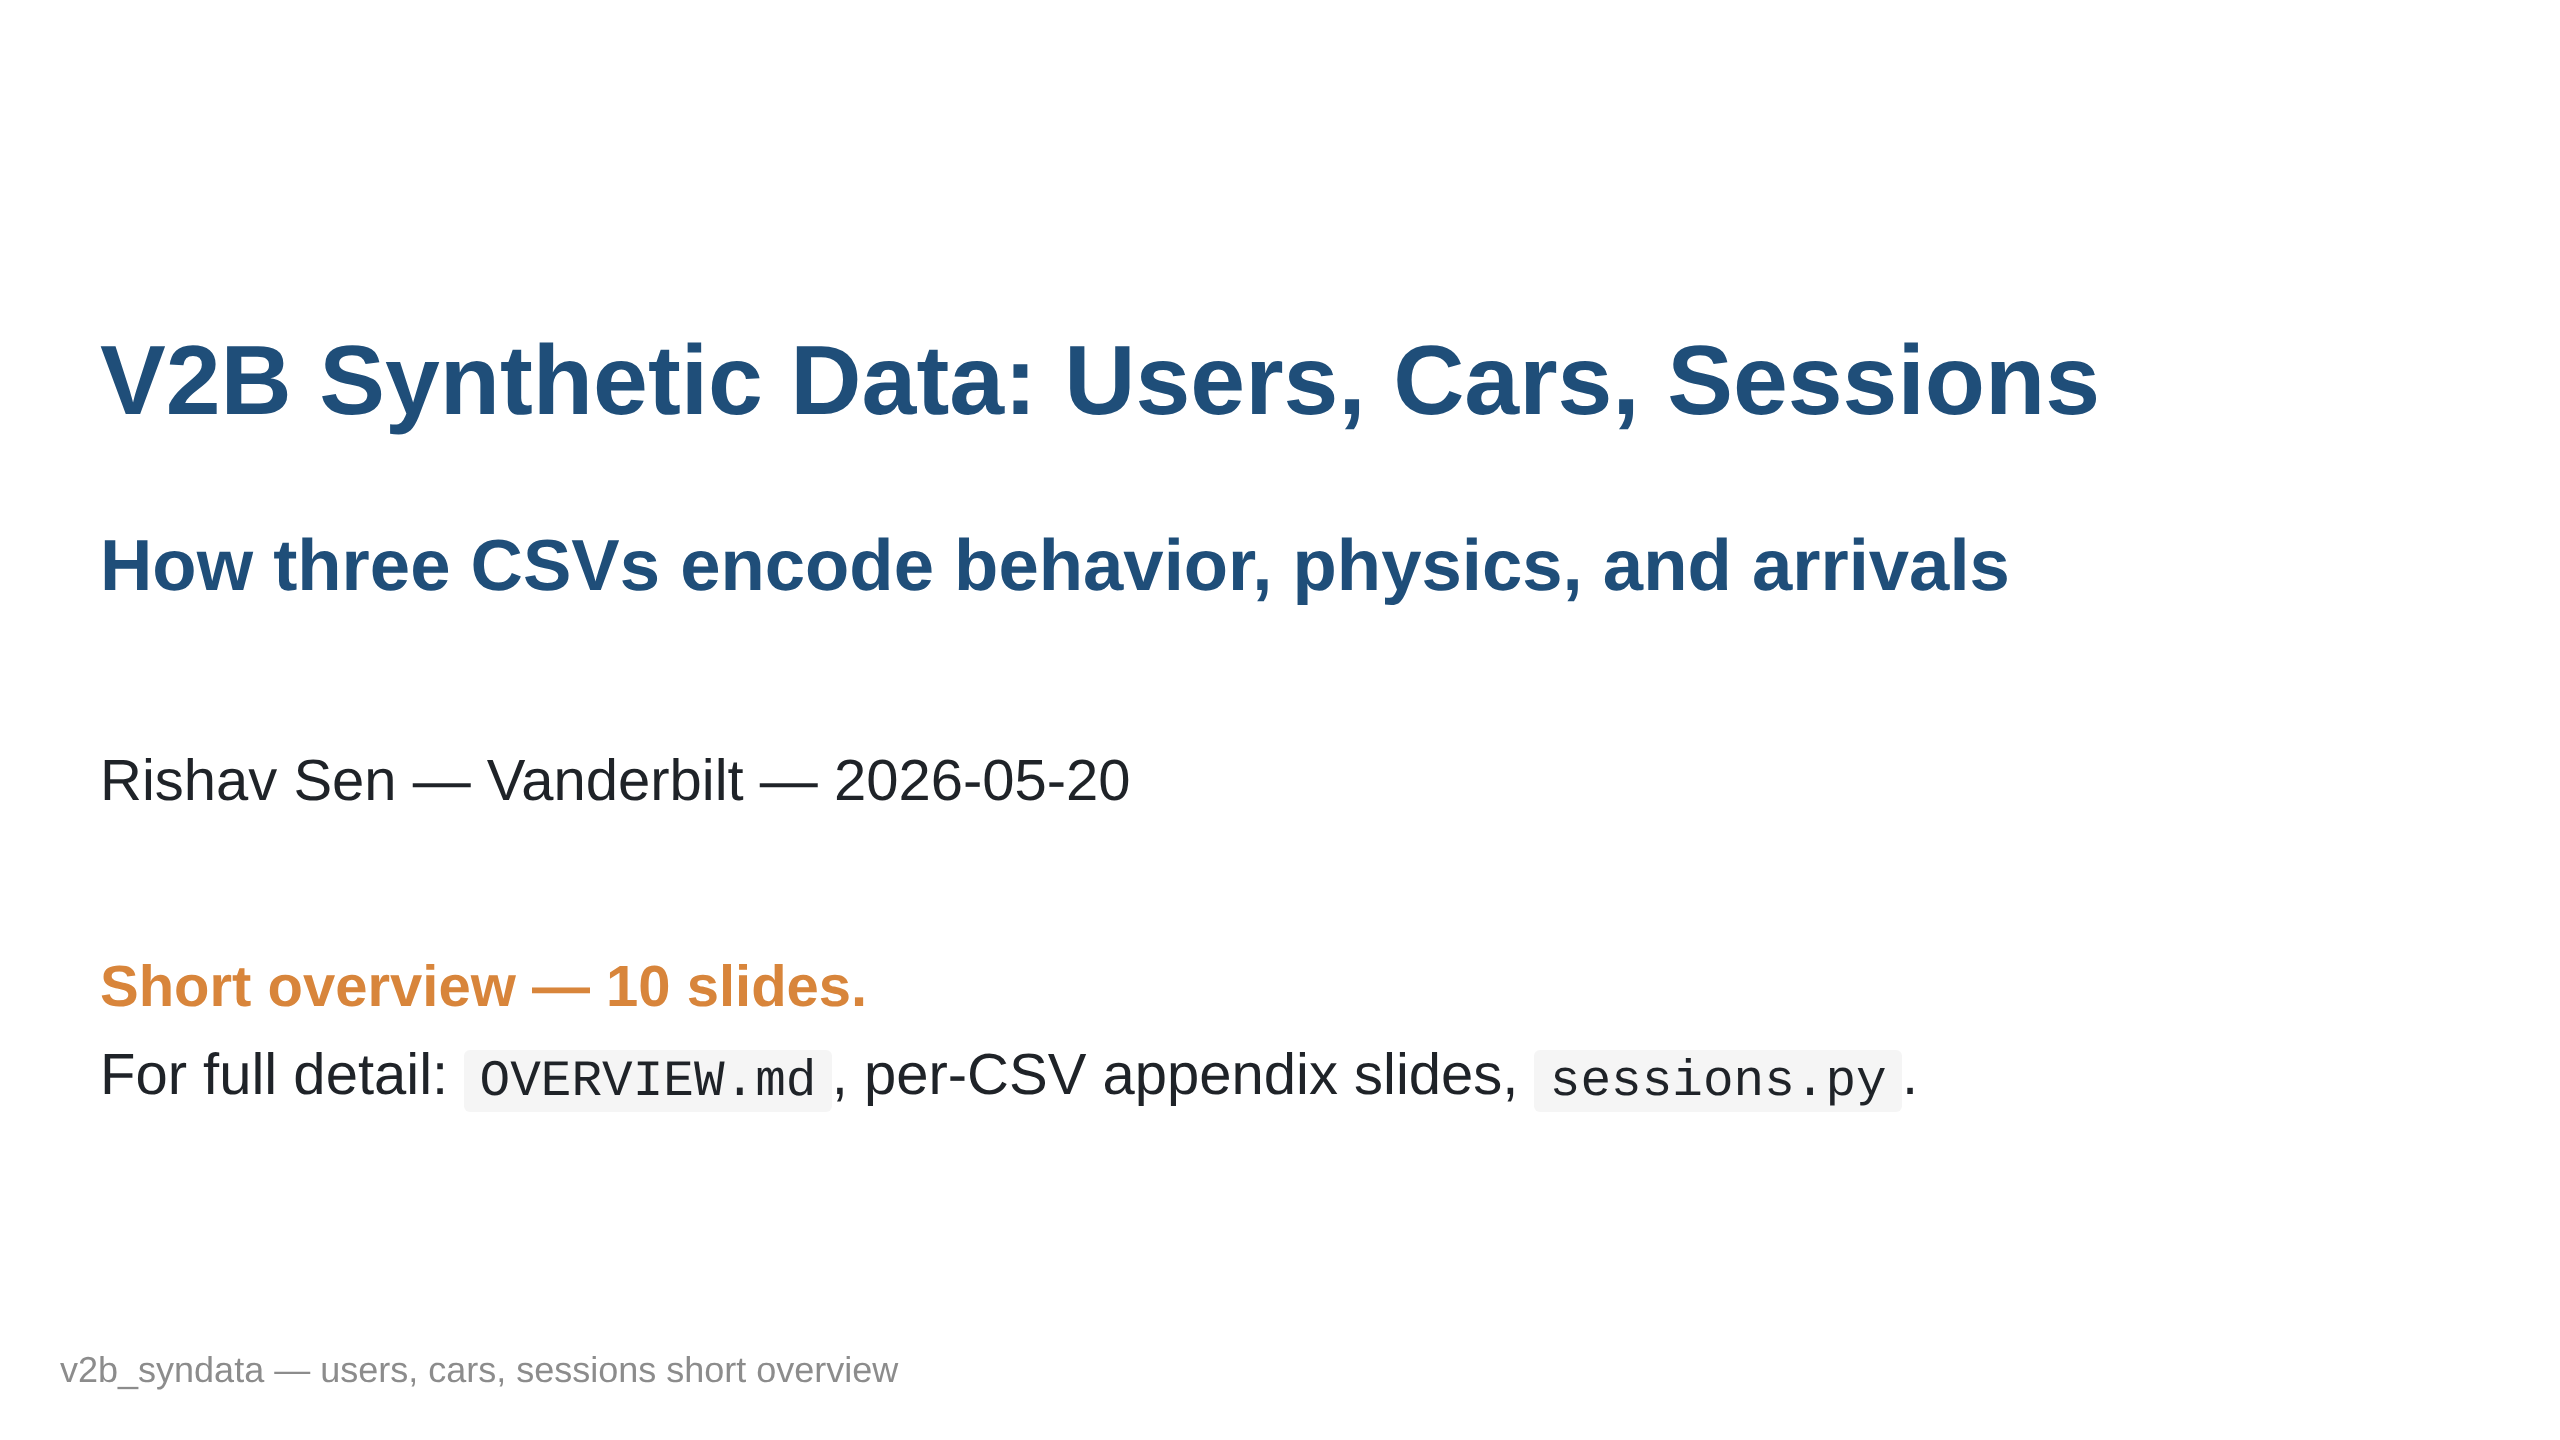 V2B Synthetic Data: Users, Cars, Sessions
How three CSVs encode behavior, physics, and arrivals
Rishav Sen — Vanderbilt — 2026-05-20
Short overview — 10 slides.
For full detail: OVERVIEW.md, per-CSV appendix slides, sessions.py.
v2b_syndata — users, cars, sessions short overview